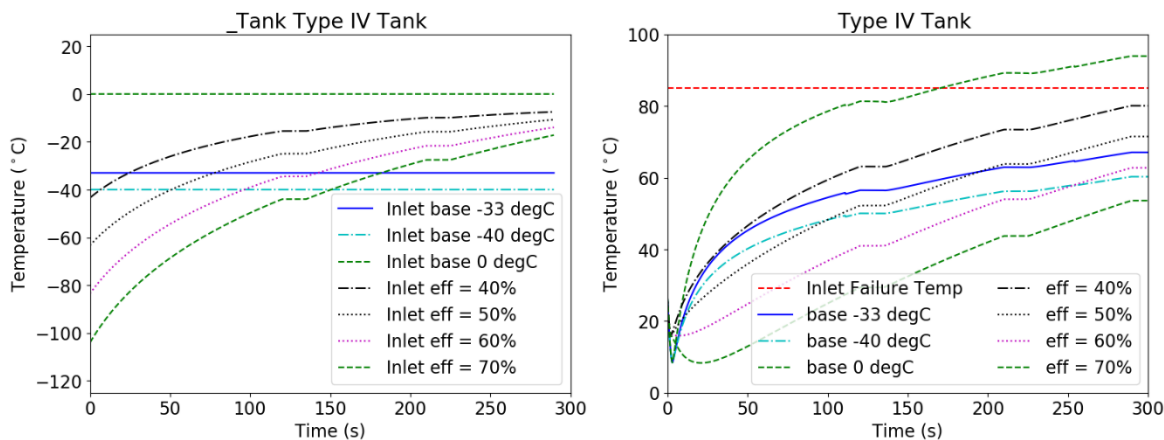 _Tank Type IV Tank
20
0
−20
−40
−60
−80
−100
−120
Temperature (°C)
Inlet base -33 degC
Inlet base -40 degC
Inlet base 0 degC
Inlet eff = 40%
Inlet eff = 50%
Inlet eff = 60%
Inlet eff = 70%
0 50 100 150 200 250 300
Time (s)
Type IV Tank
100
80
60
40
20
0
Temperature (°C)
Inlet Failure Temp
base -33 degC
base -40 degC
base 0 degC
eff = 40%
eff = 50%
eff = 60%
eff = 70%
0 50 100 150 200 250 300
Time (s)